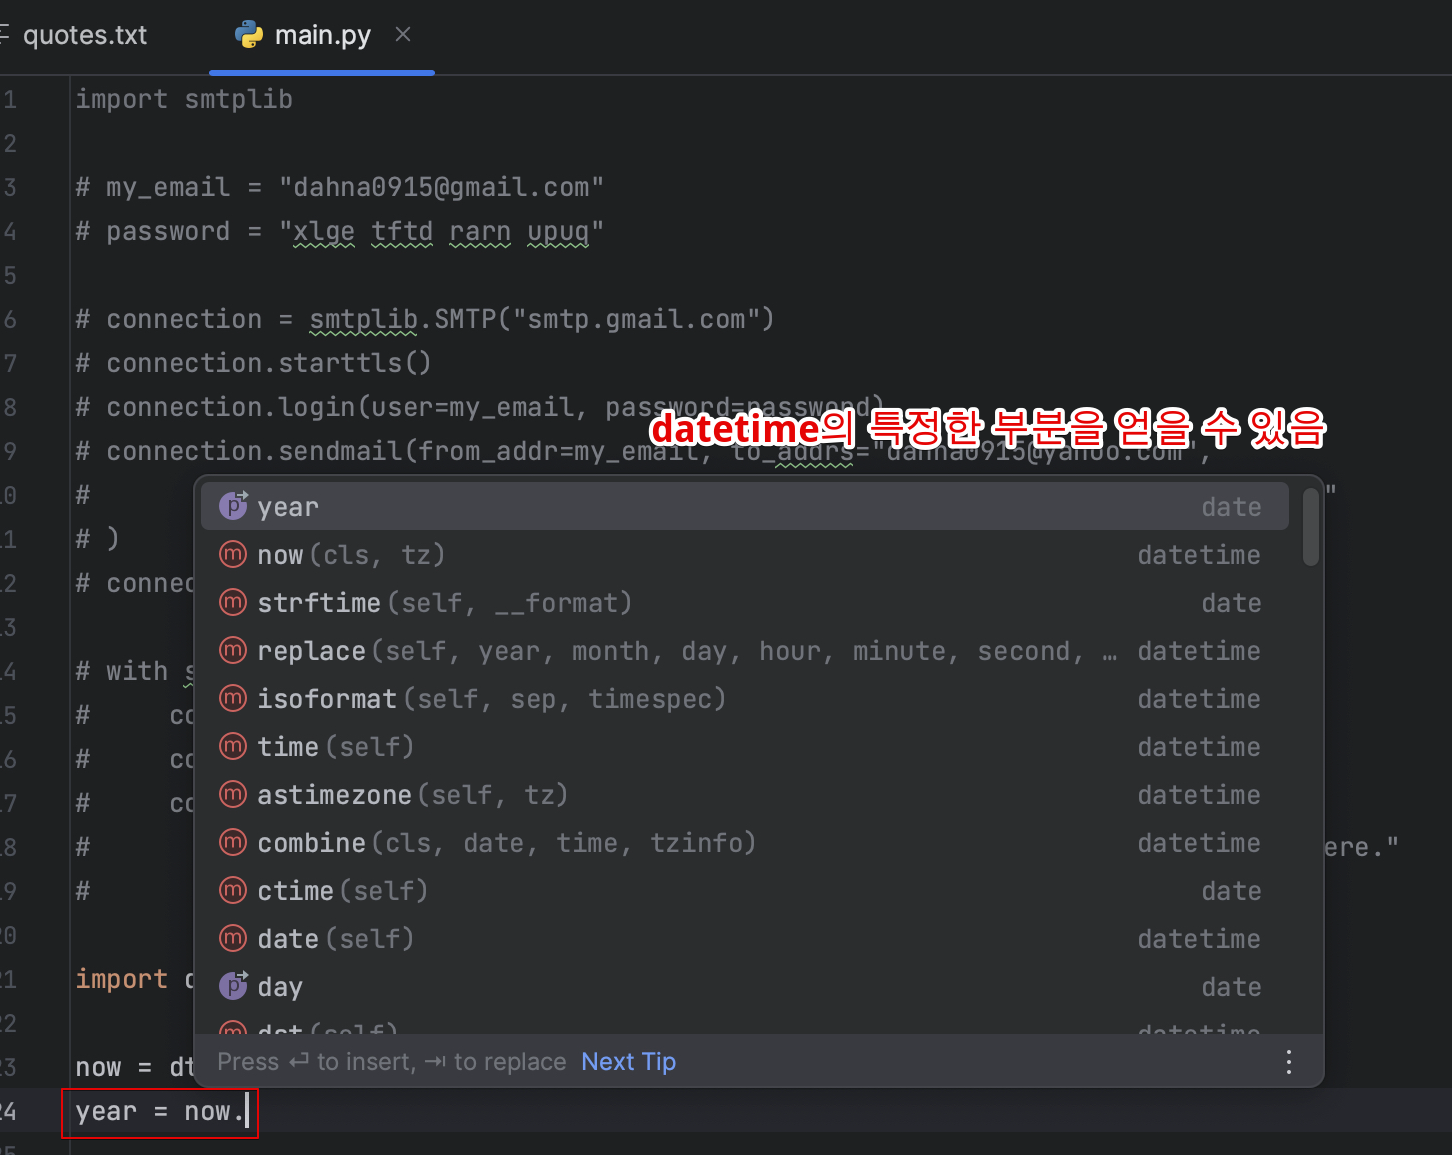 quotes.txt
main.py
1 import smtplib
2
3 # my_email = "dahna0915@gmail.com"
4 # password = "xlge tftd rarn upuq"
5
6 # connection = smtplib.SMTP("smtp.gmail.com")
7 # connection.starttls()
8 # connection.login(user=my_email, password=password)
datetime의 특정한 부분을 얻을 수 있음
9 # connection.sendmail(from_addr=my_email, to_addrs="dahna0915@yahoo.com",
10 # "
year date
11 # )
now(cls, tz) datetime
12 # connec
strftime(self, __format) date
13
replace(self, year, month, day, hour, minute, second, … datetime
14 # with s
isoformat(self, sep, timespec) datetime
15 # co
time(self) datetime
16 # co
astimezone(self, tz) datetime
17 # co
combine(cls, date, time, tzinfo) datetime
18 # ere."
ctime(self) date
19 #
date(self) datetime
20
21 import d
day date
22
dst(self) datetime
Press ⏎ to insert, ⇥ to replace Next Tip
23 now = dt
24 year = now.
25